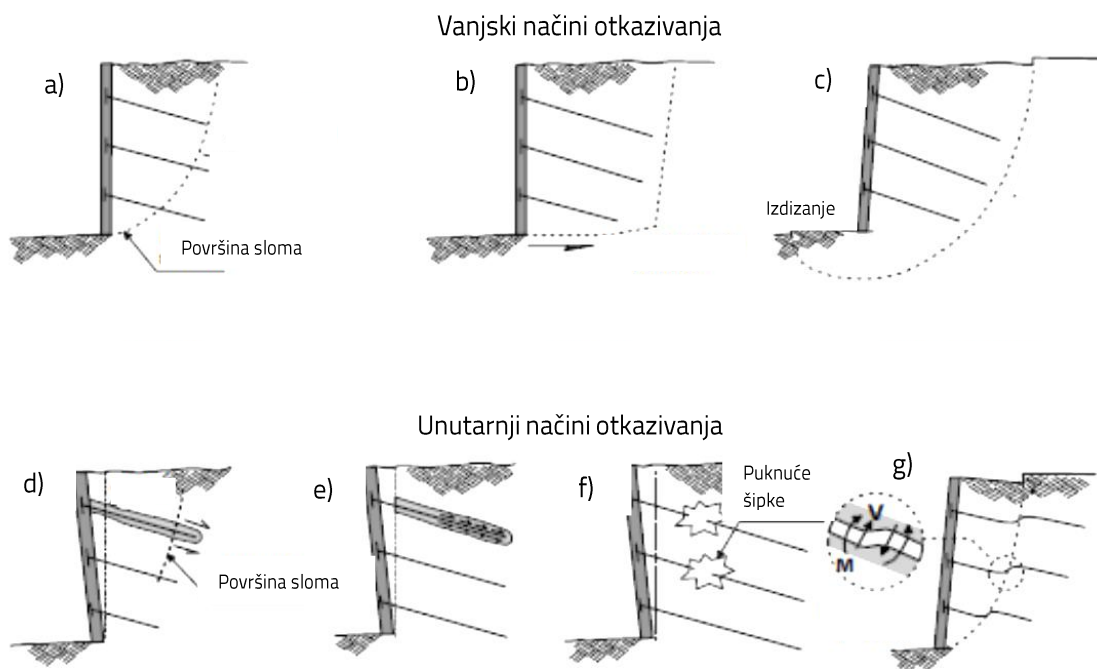 Vanjski načini otkazivanja
a)
b)
c)
Izdizanje
Površina sloma
Unutarnji načini otkazivanja
d)
e)
f)
Puknuće
šipke
g)
V
M
Površina sloma